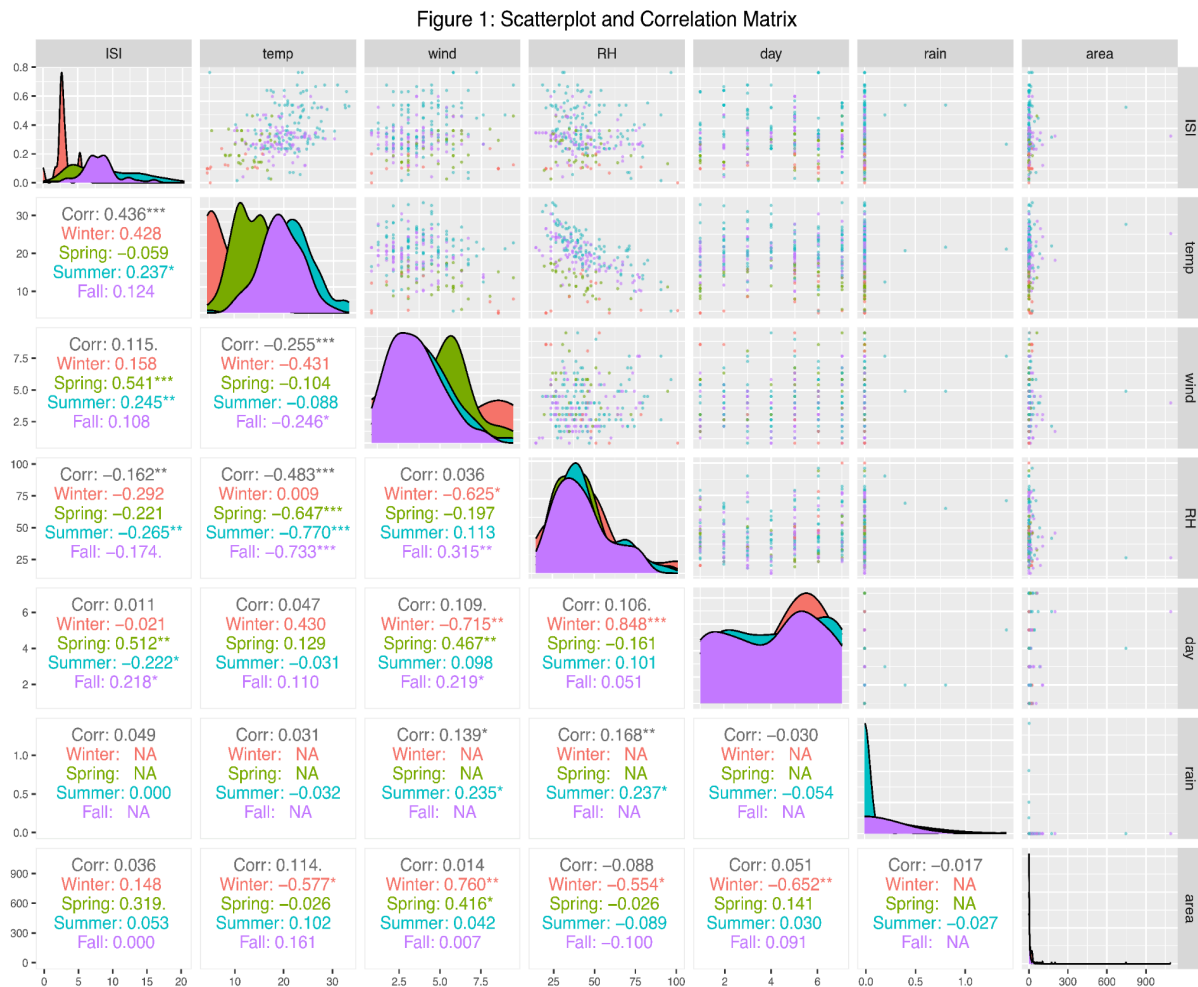 Figure 1: Scatterplot and Correlation Matrix
ISI temp wind RH day rain area
0.8
0.6
0.4
0.2
0.0
ISI
30
20
10
Corr: 0.436***
Winter: 0.428
Spring: −0.059
Summer: 0.237*
Fall: 0.124
temp
7.5
5.0
2.5
Corr: 0.115.
Winter: 0.158
Spring: 0.541***
Summer: 0.245**
Fall: 0.108
Corr: −0.255***
Winter: −0.431
Spring: −0.104
Summer: −0.088
Fall: −0.246*
wind
100
75
50
25
Corr: −0.162**
Winter: −0.292
Spring: −0.221
Summer: −0.265**
Fall: −0.174.
Corr: −0.483***
Winter: 0.009
Spring: −0.647***
Summer: −0.770***
Fall: −0.733***
Corr: 0.036
Winter: −0.625*
Spring: −0.197
Summer: 0.113
Fall: 0.315**
RH
6
4
2
Corr: 0.011
Winter: −0.021
Spring: 0.512**
Summer: −0.222*
Fall: 0.218*
Corr: 0.047
Winter: 0.430
Spring: 0.129
Summer: −0.031
Fall: 0.110
Corr: 0.109.
Winter: −0.715**
Spring: 0.467**
Summer: 0.098
Fall: 0.219*
Corr: 0.106.
Winter: 0.848***
Spring: −0.161
Summer: 0.101
Fall: 0.051
day
1.0
0.5
0.0
Corr: 0.049
Winter: NA
Spring: NA
Summer: 0.000
Fall: NA
Corr: 0.031
Winter: NA
Spring: NA
Summer: −0.032
Fall: NA
Corr: 0.139*
Winter: NA
Spring: NA
Summer: 0.235*
Fall: NA
Corr: 0.168**
Winter: NA
Spring: NA
Summer: 0.237*
Fall: NA
Corr: −0.030
Winter: NA
Spring: NA
Summer: −0.054
Fall: NA
rain
900
600
300
0
Corr: 0.036
Winter: 0.148
Spring: 0.319.
Summer: 0.053
Fall: 0.000
Corr: 0.114.
Winter: −0.577*
Spring: −0.026
Summer: 0.102
Fall: 0.161
Corr: 0.014
Winter: 0.760**
Spring: 0.416*
Summer: 0.042
Fall: 0.007
Corr: −0.088
Winter: −0.554*
Spring: −0.026
Summer: −0.089
Fall: −0.100
Corr: 0.051
Winter: −0.652**
Spring: 0.141
Summer: 0.030
Fall: 0.091
Corr: −0.017
Winter: NA
Spring: NA
Summer: −0.027
Fall: NA
area
0 5 10 15 20 10 20 30 2.5 5.0 7.5 25 50 75 100 2 4 6 0.0 0.5 1.0 0 300 600 900